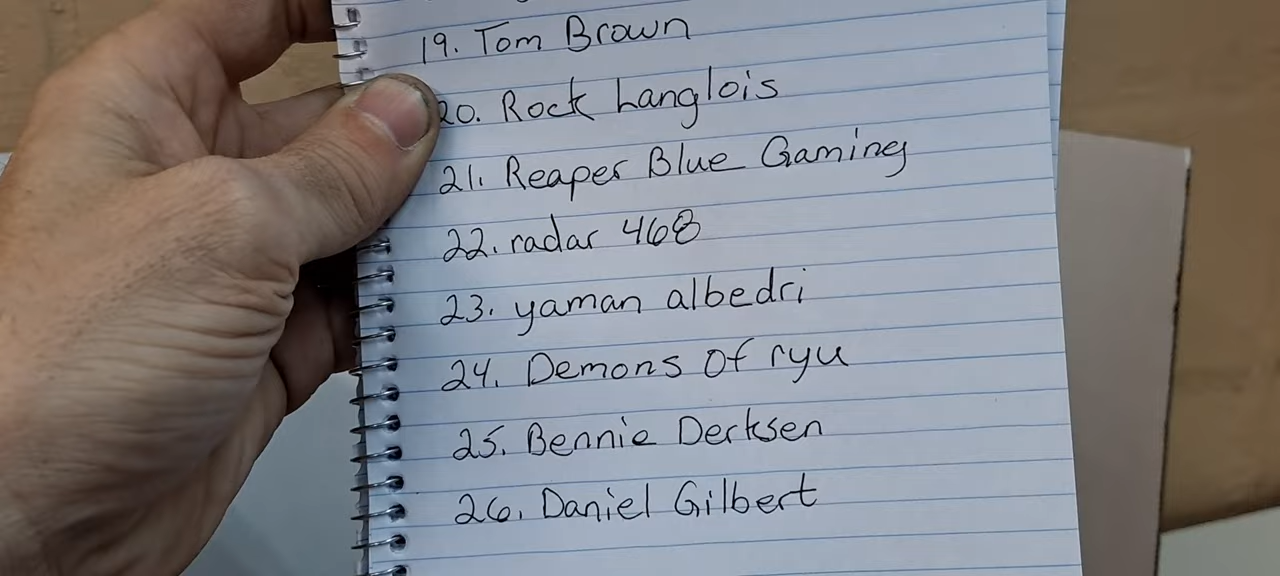 19. Tom Brown
20. Rock Langlois
21. Reaper Blue Gaming
22. radar 468
23. yaman albedri
24. Demons Of ryu
25. Bennie Derksen
26. Daniel Gilbert